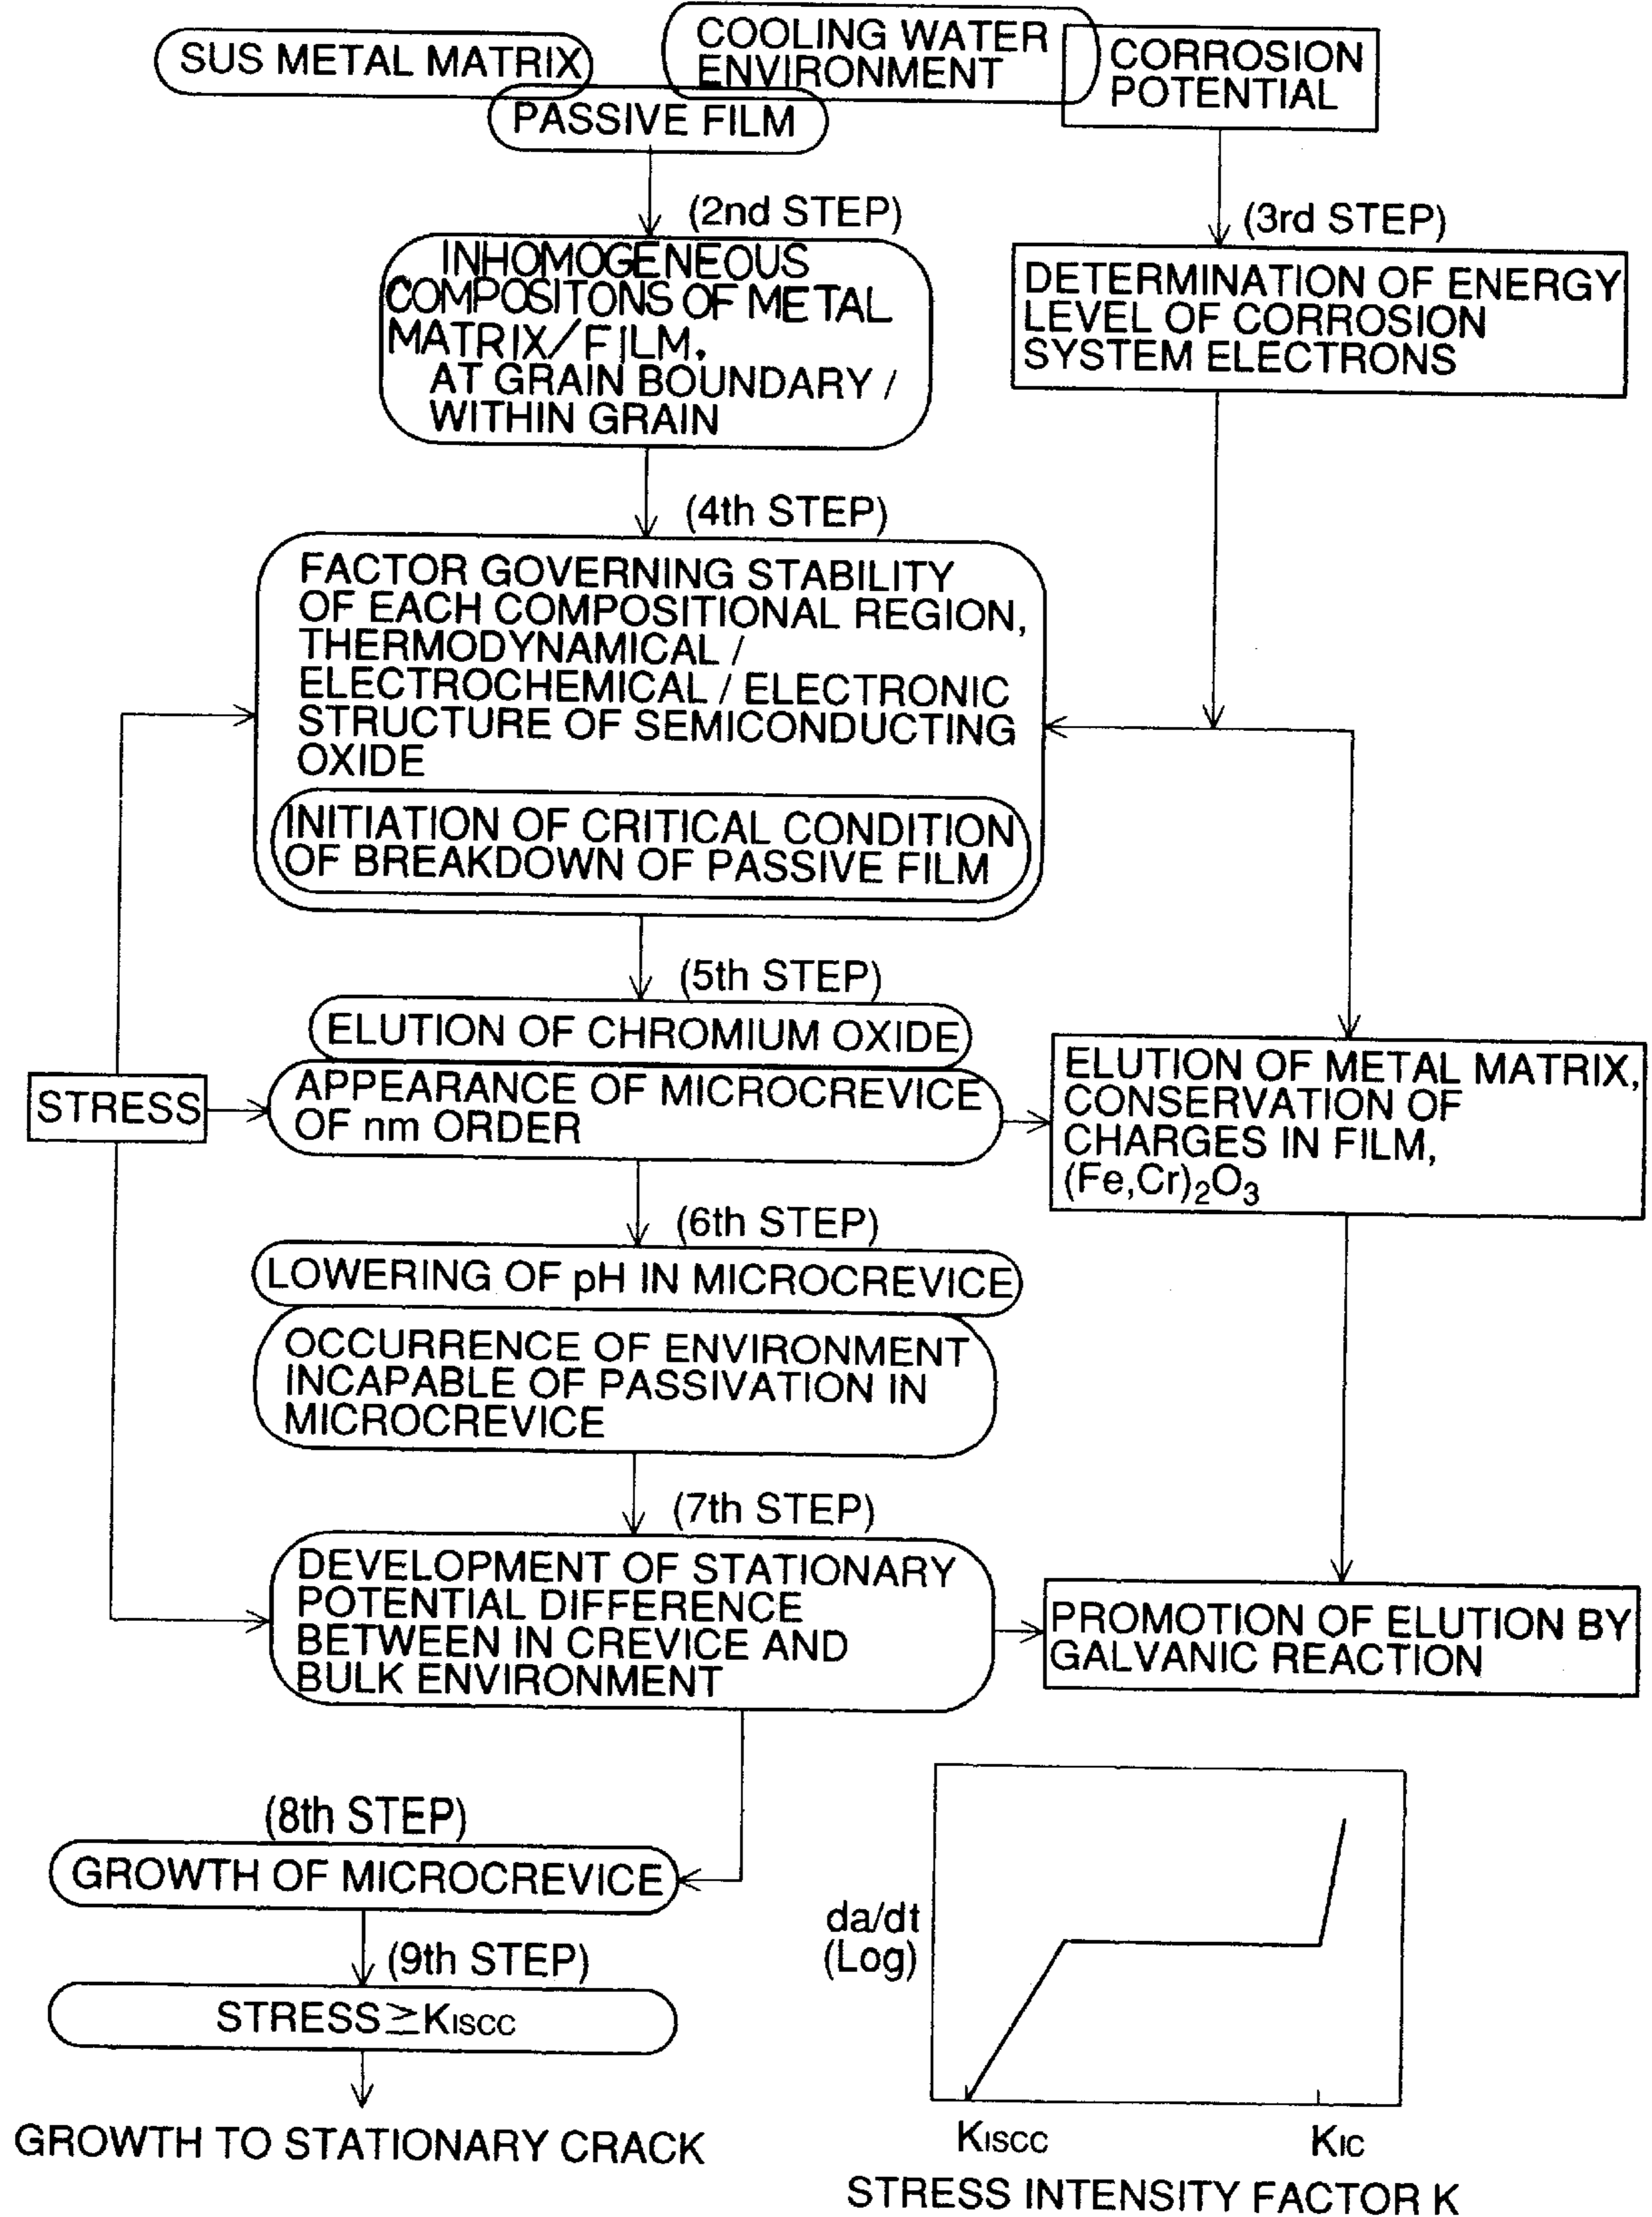 SUS METAL MATRIX
COOLING WATER
ENVIRONMENT
CORROSION
POTENTIAL
PASSIVE FILM
(2nd STEP)
INHOMOGENEOUS
COMPOSITONS OF METAL
MATRIX/FILM,
AT GRAIN BOUNDARY /
WITHIN GRAIN
(3rd STEP)
DETERMINATION OF ENERGY
LEVEL OF CORROSION
SYSTEM ELECTRONS
(4th STEP)
FACTOR GOVERNING STABILITY
OF EACH COMPOSITIONAL REGION,
THERMODYNAMICAL /
ELECTROCHEMICAL / ELECTRONIC
STRUCTURE OF SEMICONDUCTING
OXIDE
INITIATION OF CRITICAL CONDITION
OF BREAKDOWN OF PASSIVE FILM
(5th STEP)
ELUTION OF CHROMIUM OXIDE
STRESS
APPEARANCE OF MICROCREVICE
OF nm ORDER
ELUTION OF METAL MATRIX,
CONSERVATION OF
CHARGES IN FILM,
(Fe,Cr)₂O₃
(6th STEP)
LOWERING OF pH IN MICROCREVICE
OCCURRENCE OF ENVIRONMENT
INCAPABLE OF PASSIVATION IN
MICROCREVICE
(7th STEP)
DEVELOPMENT OF STATIONARY
POTENTIAL DIFFERENCE
BETWEEN IN CREVICE AND
BULK ENVIRONMENT
PROMOTION OF ELUTION BY
GALVANIC REACTION
(8th STEP)
GROWTH OF MICROCREVICE
(9th STEP)
STRESS≧KISCC
GROWTH TO STATIONARY CRACK
da/dt
(Log)
KISCC
KIC
STRESS INTENSITY FACTOR K